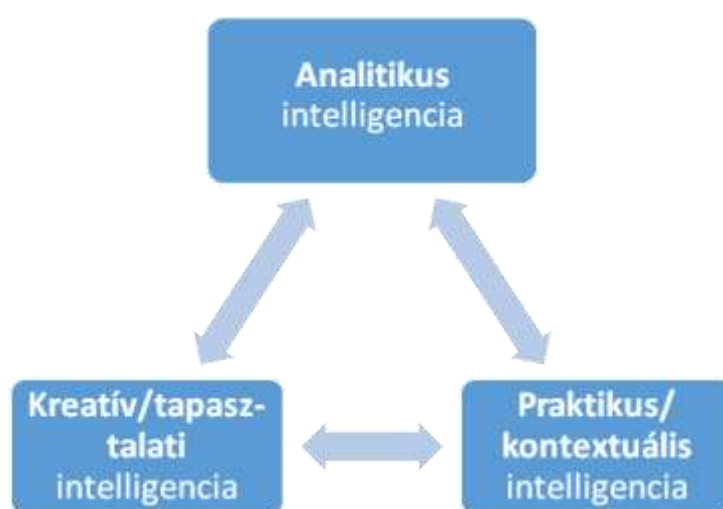 Analitikus
intelligencia
Kreatív/tapasz-
talati
intelligencia
Praktikus/
kontextuális
intelligencia